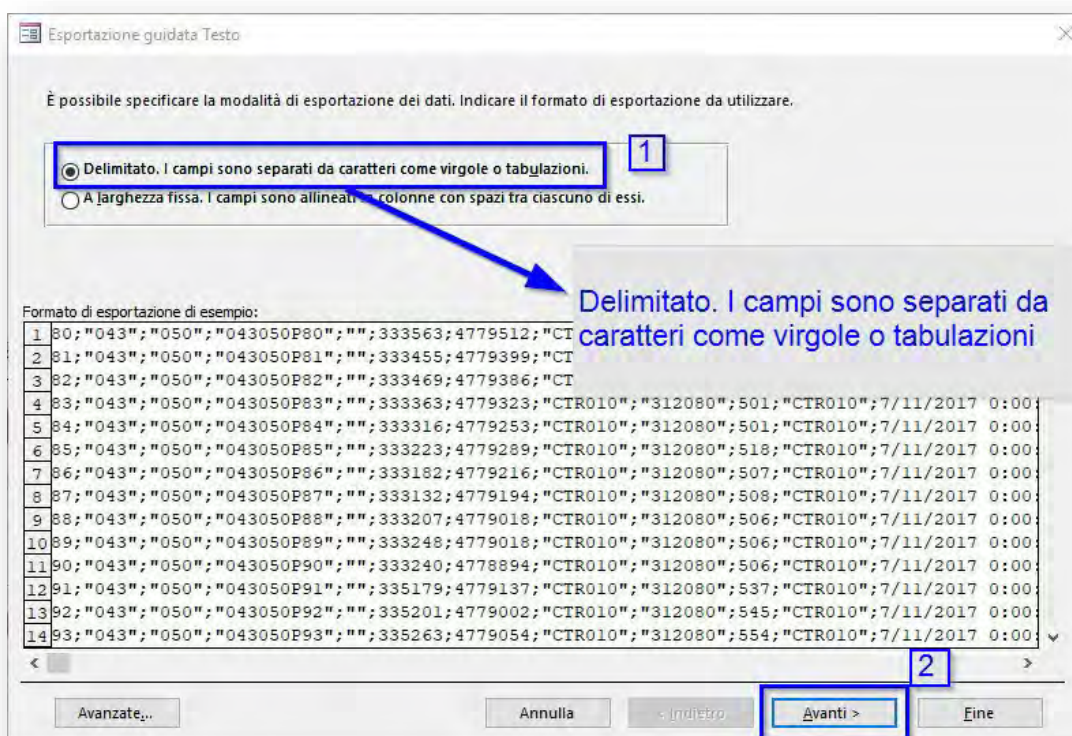 Esportazione guidata Testo
È possibile specificare la modalità di esportazione dei dati. Indicare il formato di esportazione da utilizzare.
1
Delimitato. I campi sono separati da caratteri come virgole o tabulazioni.
A larghezza fissa. I campi sono allineati in colonne con spazi tra ciascuno di essi.
Delimitato. I campi sono separati da
caratteri come virgole o tabulazioni
Formato di esportazione di esempio:
1 80;"043";"050";"043050P80";"";333563;4779512;"CT
2 81;"043";"050";"043050P81";"";333455;4779399;"CT
3 82;"043";"050";"043050P82";"";333469;4779386;"CT
4 83;"043";"050";"043050P83";"";333363;4779323;"CTR010";"312080";501;"CTR010";7/11/2017 0:00:
5 84;"043";"050";"043050P84";"";333316;4779253;"CTR010";"312080";501;"CTR010";7/11/2017 0:00:
6 85;"043";"050";"043050P85";"";333223;4779289;"CTR010";"312080";518;"CTR010";7/11/2017 0:00:
7 86;"043";"050";"043050P86";"";333182;4779216;"CTR010";"312080";507;"CTR010";7/11/2017 0:00:
8 87;"043";"050";"043050P87";"";333132;4779194;"CTR010";"312080";508;"CTR010";7/11/2017 0:00:
9 88;"043";"050";"043050P88";"";333207;4779018;"CTR010";"312080";506;"CTR010";7/11/2017 0:00:
10 89;"043";"050";"043050P89";"";333248;4779018;"CTR010";"312080";506;"CTR010";7/11/2017 0:00:
11 90;"043";"050";"043050P90";"";333240;4778894;"CTR010";"312080";506;"CTR010";7/11/2017 0:00:
12 91;"043";"050";"043050P91";"";335179;4779137;"CTR010";"312080";537;"CTR010";7/11/2017 0:00:
13 92;"043";"050";"043050P92";"";335201;4779002;"CTR010";"312080";545;"CTR010";7/11/2017 0:00:
14 93;"043";"050";"043050P93";"";335263;4779054;"CTR010";"312080";554;"CTR010";7/11/2017 0:00:
2
Avanzate... Annulla < Indietro Avanti > Fine